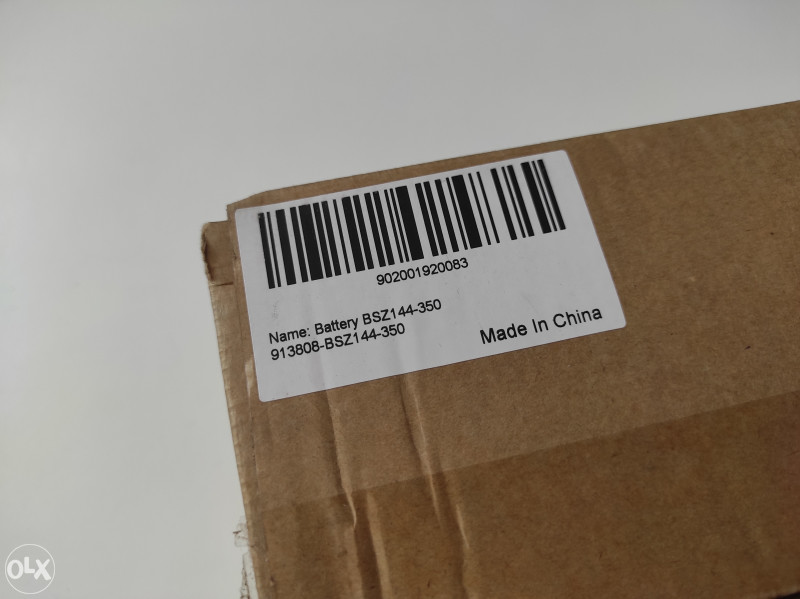 902001920083
Name: Battery BSZ144-350
913808-BSZ144-350
Made In China
OLX